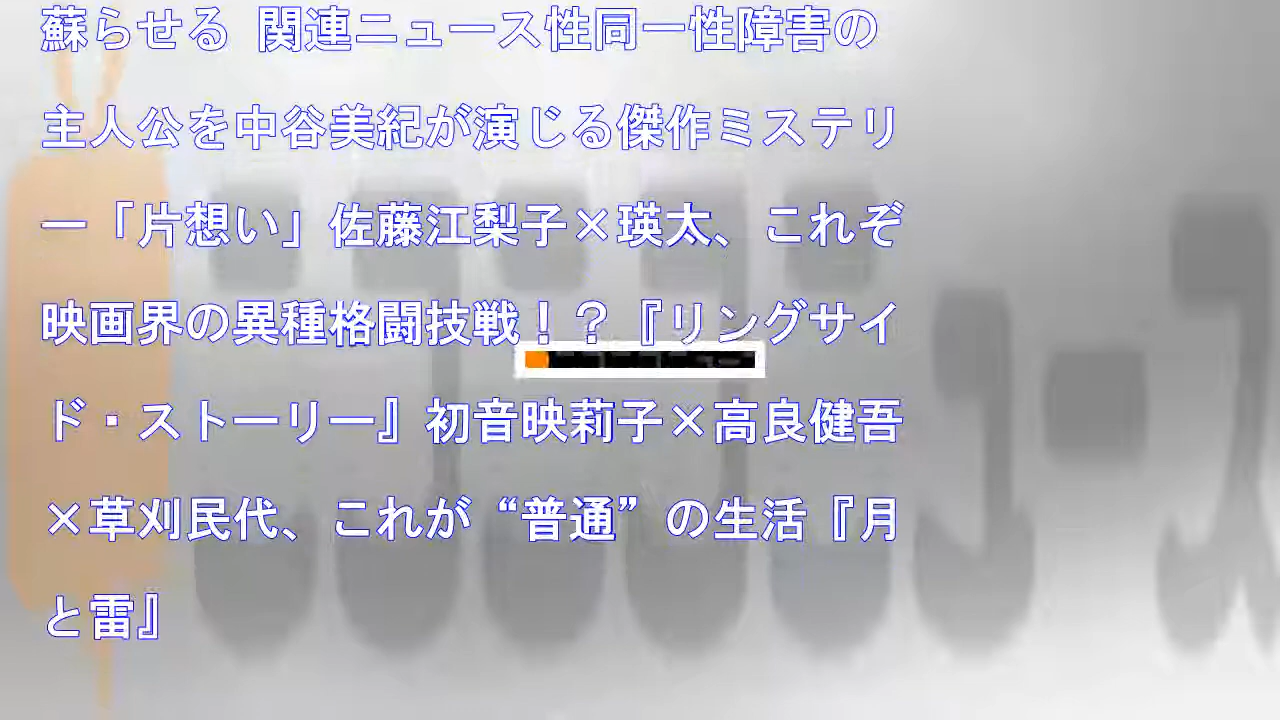 蘇らせる 関連ニュース性同一性障害の
主人公を中谷美紀が演じる傑作ミステリ
ー「片想い」佐藤江梨子×瑛太、これぞ
映画界の異種格闘技戦！？『リングサイ
ド・ストーリー』初音映莉子×高良健吾
×草刈民代、これが“普通”の生活『月
と雷』